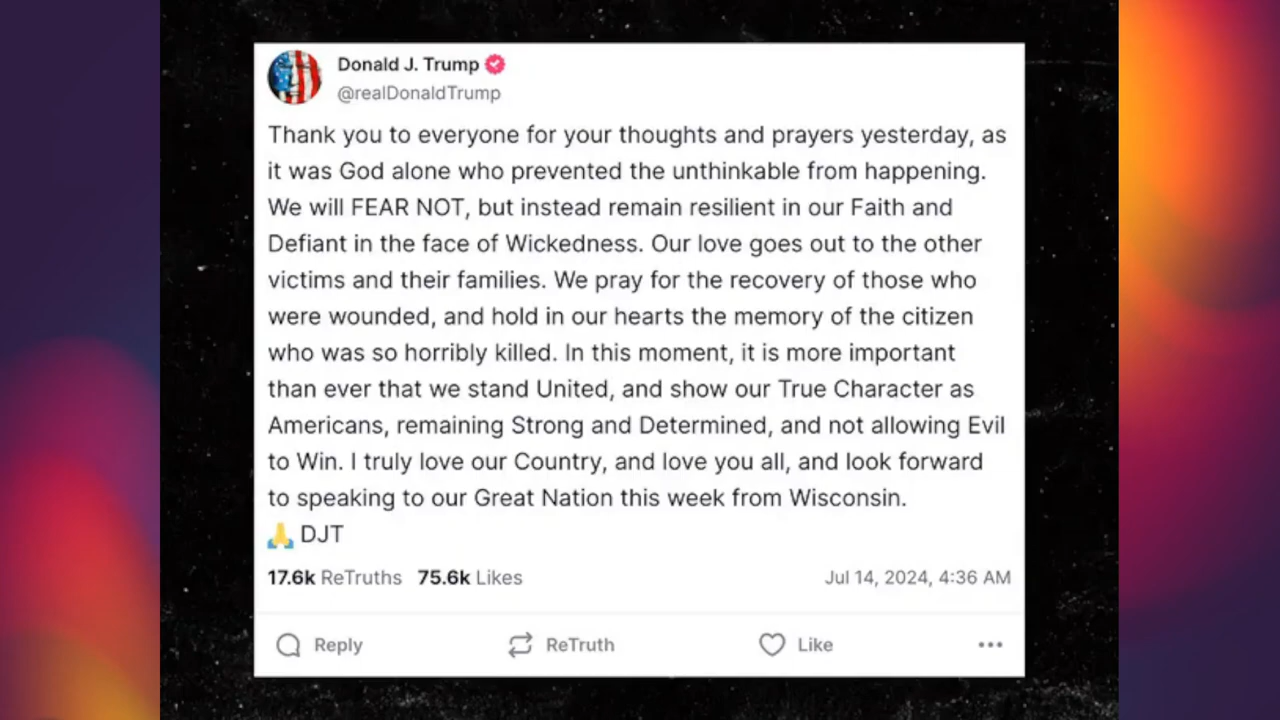 Donald J. Trump
@realDonaldTrump
Thank you to everyone for your thoughts and prayers yesterday, as
it was God alone who prevented the unthinkable from happening.
We will FEAR NOT, but instead remain resilient in our Faith and
Defiant in the face of Wickedness. Our love goes out to the other
victims and their families. We pray for the recovery of those who
were wounded, and hold in our hearts the memory of the citizen
who was so horribly killed. In this moment, it is more important
than ever that we stand United, and show our True Character as
Americans, remaining Strong and Determined, and not allowing Evil
to Win. I truly love our Country, and love you all, and look forward
to speaking to our Great Nation this week from Wisconsin.
🙏 DJT
17.6k ReTruths 75.6k Likes Jul 14, 2024, 4:36 AM
Reply ReTruth Like